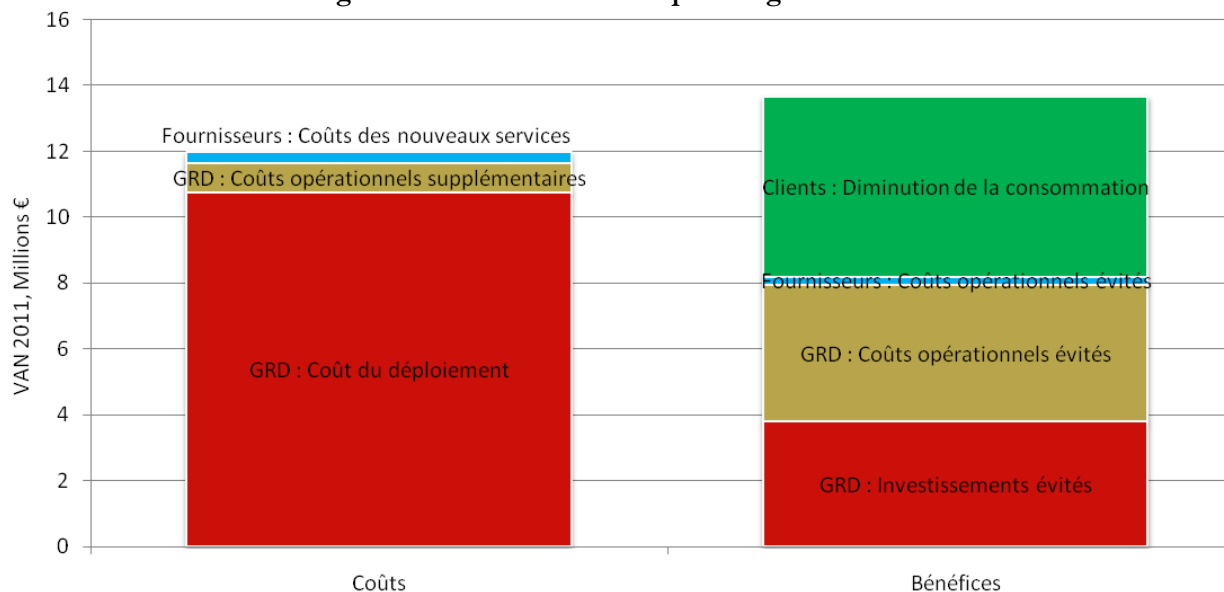 16
14
12
10
8
6
4
2
0
VAN 2011, Millions €
Fournisseurs : Coûts des nouveaux services
GRD : Coûts opérationnels supplémentaires
GRD : Coût du déploiement
Clients : Diminution de la consommation
Fournisseurs : Coûts opérationnels évités
GRD : Coûts opérationnels évités
GRD : Investissements évités
Coûts
Bénéfices